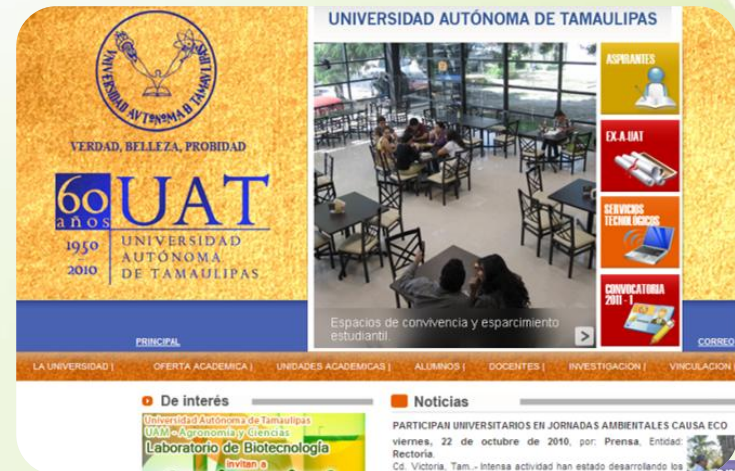 UNIVERSIDAD AUTÓNOMA DE TAMAULIPAS
UNIVERSIDAD AVTºNºMA D TAMAVLIPAS
VERDAD, BELLEZA, PROBIDAD
60
años
UAT
1950
2010
UNIVERSIDAD
AUTÓNOMA
DE TAMAULIPAS
ASPIRANTES
EX-A-UAT
SERVICIOS
TECNOLÓGICOS
CONVOCATORIA
2011 - 1
Espacios de convivencia y esparcimiento
estudiantil.
PRINCIPAL
CORREO
LA UNIVERSIDAD |
OFERTA ACADEMICA |
UNIDADES ACADEMICAS |
ALUMNOS |
DOCENTES |
INVESTIGACION |
VINCULACION |
De interés
Universidad Autónoma de Tamaulipas
UAM - Agronomía y Ciencias
Laboratorio de Biotecnología
invitan a
Noticias
PARTICIPAN UNIVERSITARIOS EN JORNADAS AMBIENTALES CAUSA ECO
viernes, 22 de octubre de 2010, por: Prensa, Entidad:
Rectoría.
Cd. Victoria, Tam.- Intensa actividad han estado desarrollando los